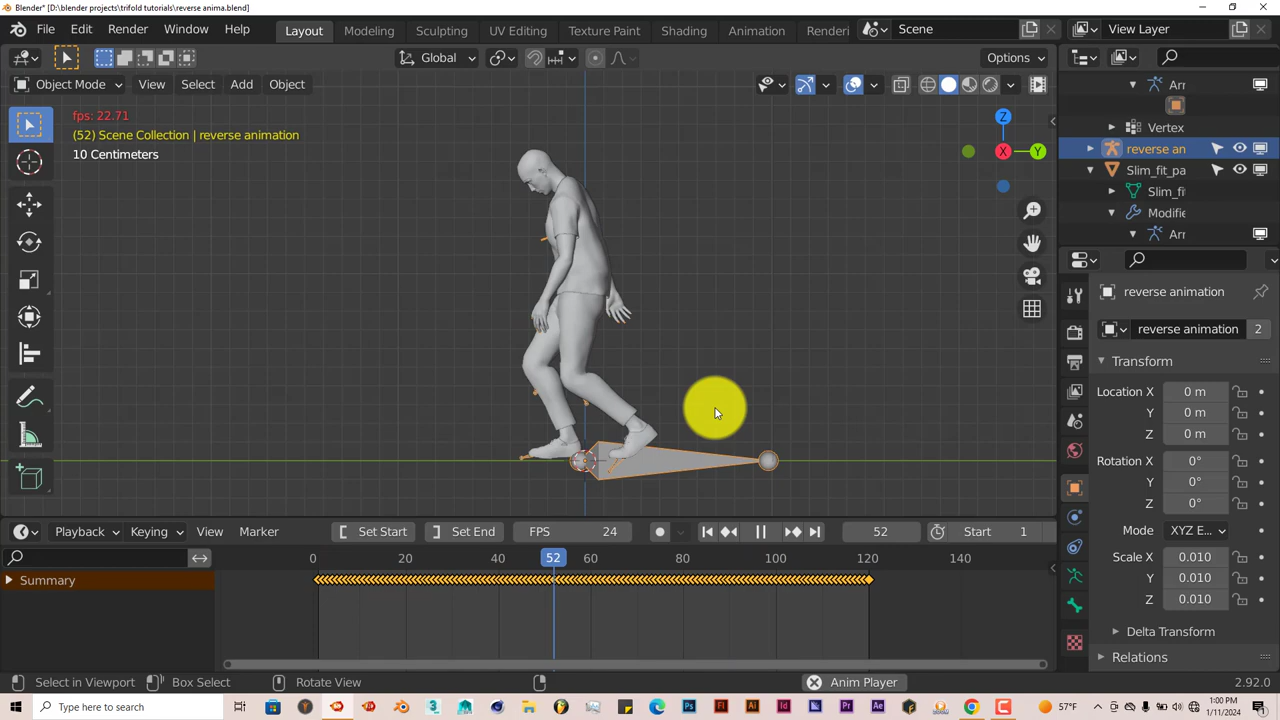 Blender* [D:\blender projects\trifold tutorials\reverse anima.blend]
File Edit Render Window Help Layout Modeling Sculpting UV Editing Texture Paint Shading Animation Renderi Scene View Layer
Global Options
Object Mode View Select Add Object
fps: 22.71
(52) Scene Collection | reverse animation
10 Centimeters
Z
X Y
Arr
Vertex
reverse an
Slim_fit_pa
Slim_fi
Modifie
Arr
reverse animation
reverse animation 2
Transform
Location X 0 m
Y 0 m
Z 0 m
Rotation X 0°
Y 0°
Z 0°
Mode XYZ E...
Scale X 0.010
Y 0.010
Z 0.010
Delta Transform
Relations
Playback Keying View Marker [ Set Start ] Set End FPS 24 52 Start 1
0 20 40 52 60 80 100 120 140
Summary
Select in Viewport Box Select Rotate View Anim Player 2.92.0
Type here to search 57°F 1:00 PM
1/11/2024